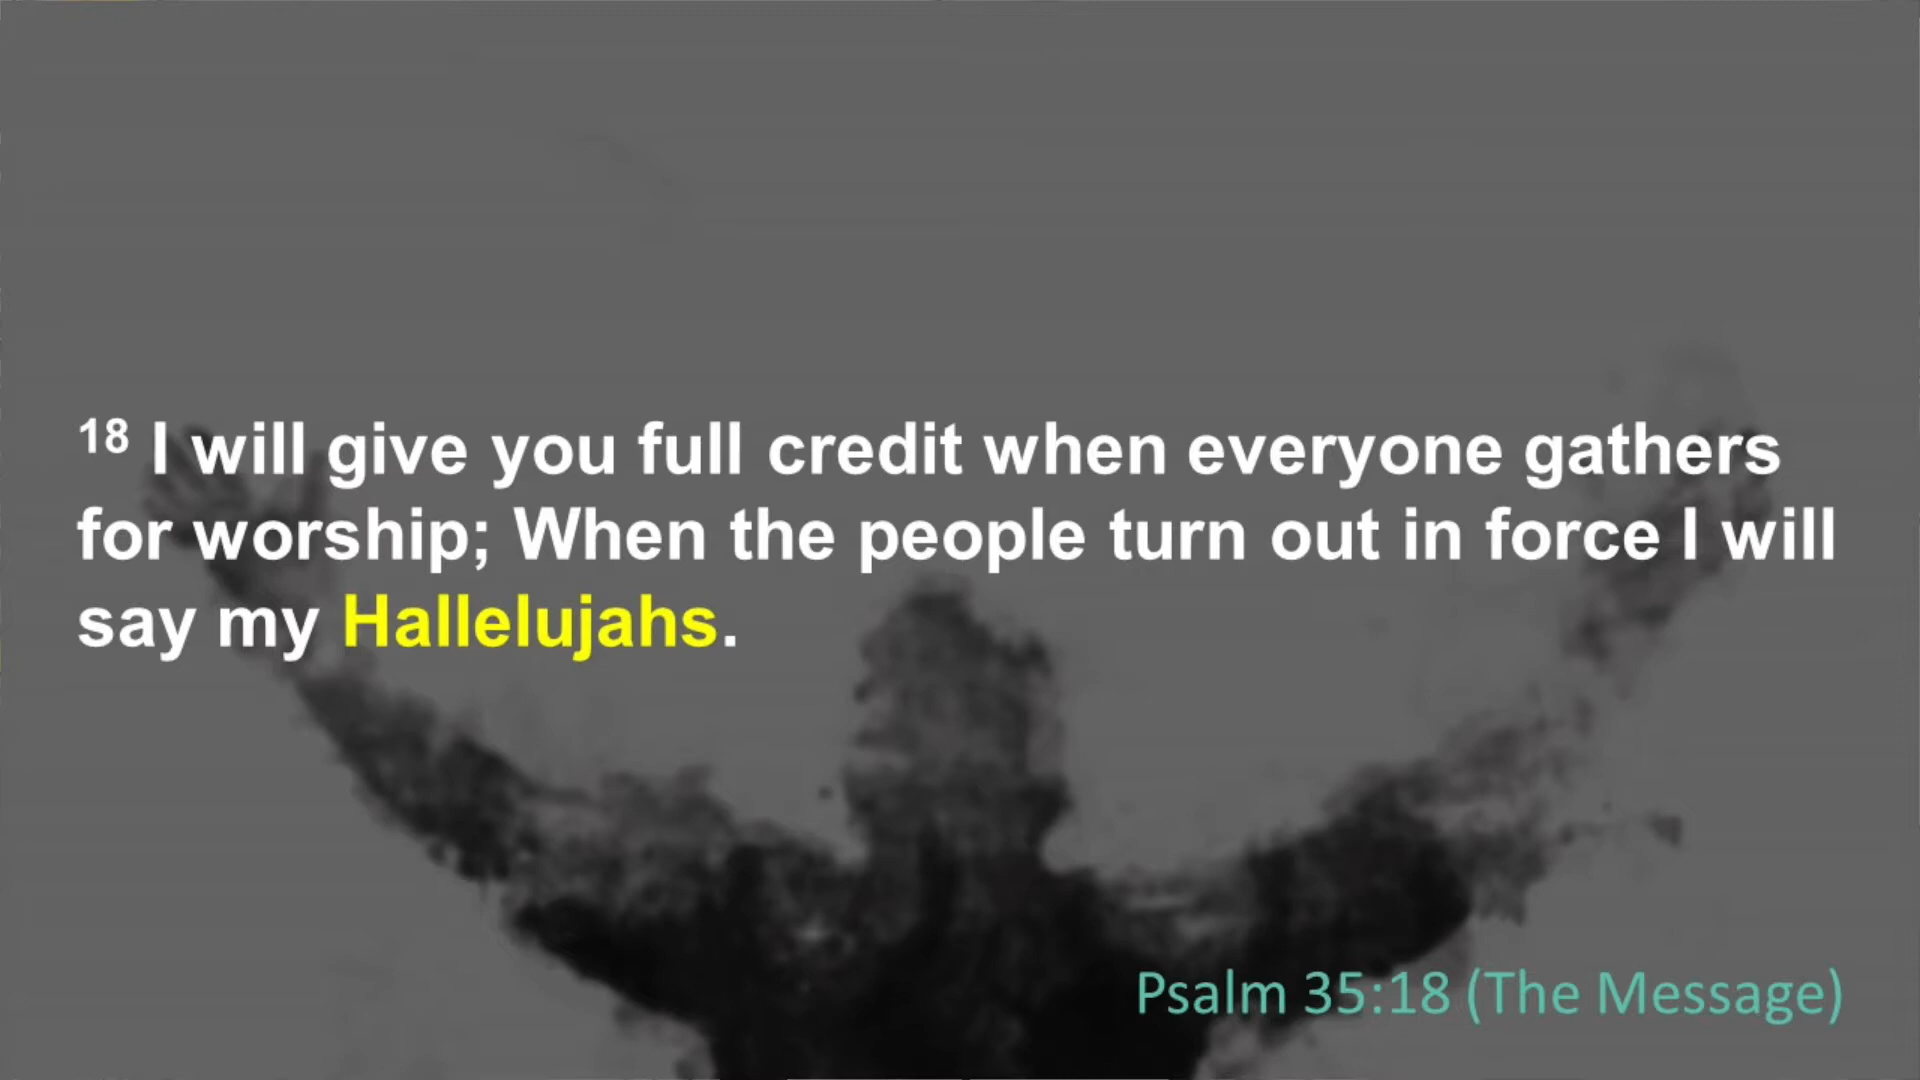 18 I will give you full credit when everyone gathers
for worship; When the people turn out in force I will
say my Hallelujahs.
Psalm 35:18 (The Message)